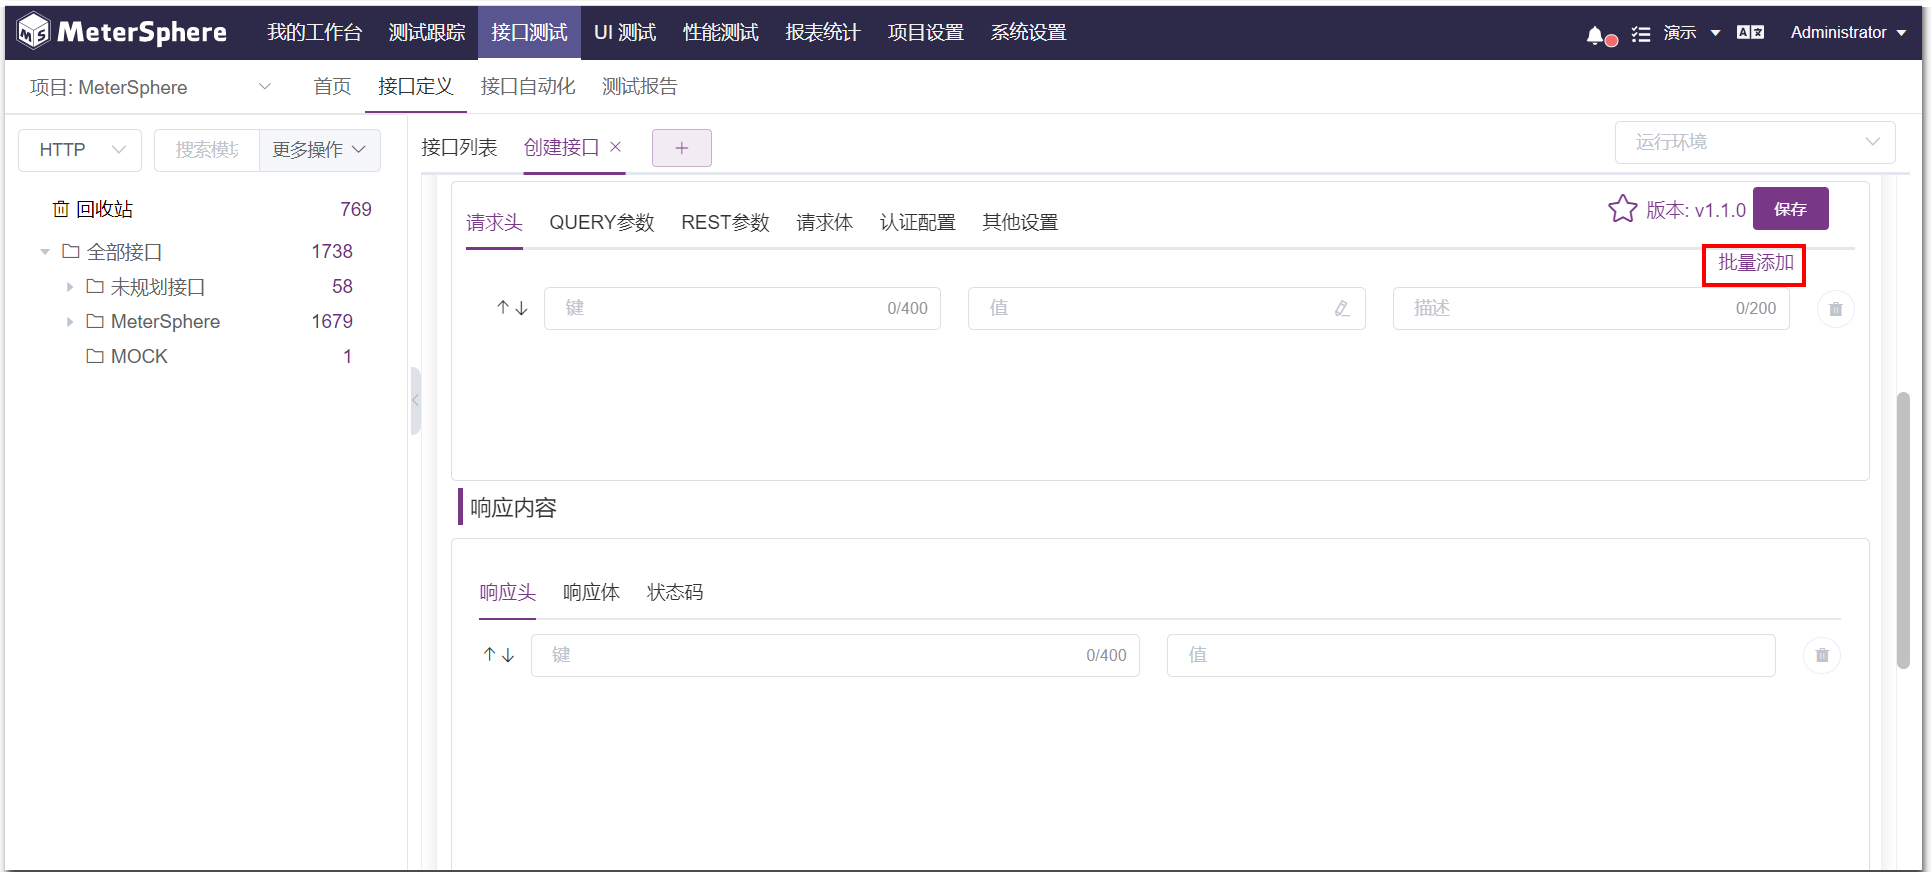 MeterSphere 我的工作台 测试跟踪 接口测试 UI 测试 性能测试 报表统计 项目设置 系统设置 演示 Administrator
项目: MeterSphere 首页 接口定义 接口自动化 测试报告
HTTP 搜索模块 更多操作
接口列表 创建接口 × + 运行环境
回收站 769
全部接口 1738
未规划接口 58
MeterSphere 1679
MOCK 1
请求头 QUERY参数 REST参数 请求体 认证配置 其他设置 版本: v1.1.0 保存
批量添加
键 0/400 值 描述 0/200
响应内容
响应头 响应体 状态码
键 0/400 值